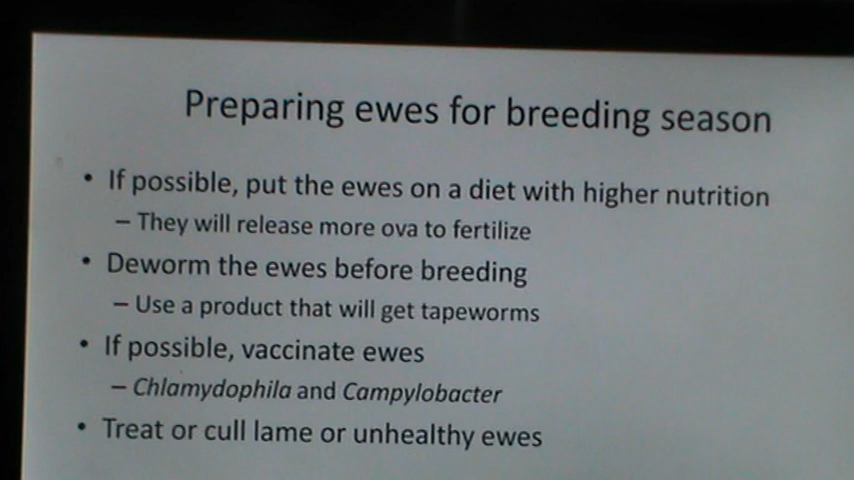 Preparing ewes for breeding season
• If possible, put the ewes on a diet with higher nutrition
– They will release more ova to fertilize
• Deworm the ewes before breeding
– Use a product that will get tapeworms
• If possible, vaccinate ewes
– Chlamydophila and Campylobacter
• Treat or cull lame or unhealthy ewes